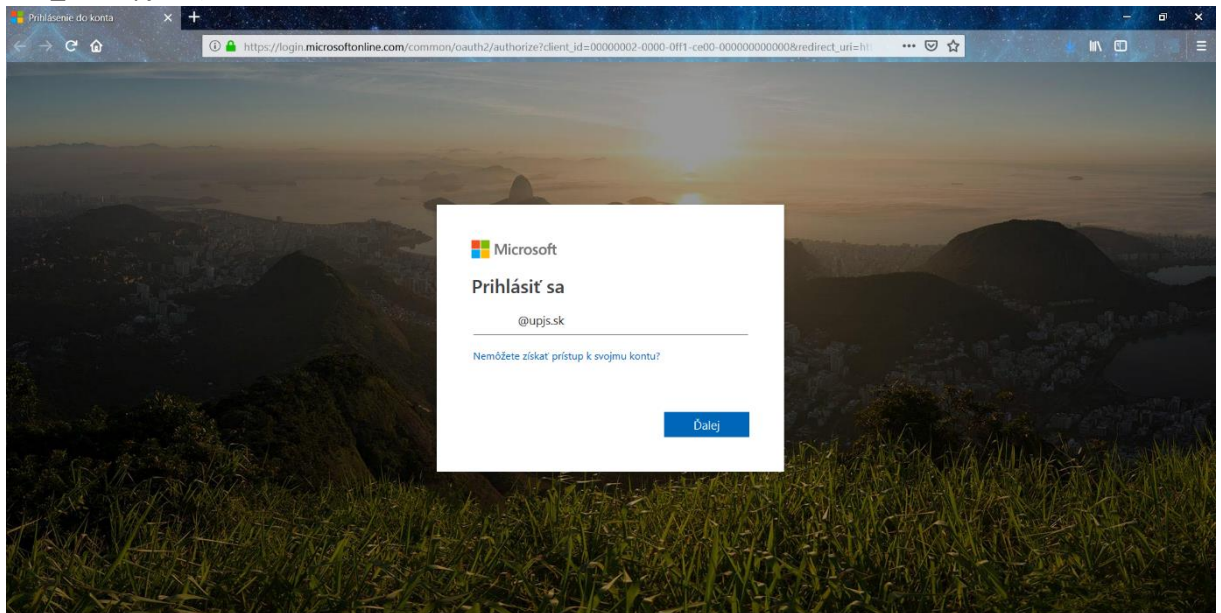 Prihlásenie do konta
https://login.microsoftonline.com/common/oauth2/authorize?client_id=00000002-0000-0ff1-ce00-000000000000&redirect_uri=ht
Microsoft
Prihlásiť sa
@upjs.sk
Nemôžete získať prístup k svojmu kontu?
Ďalej